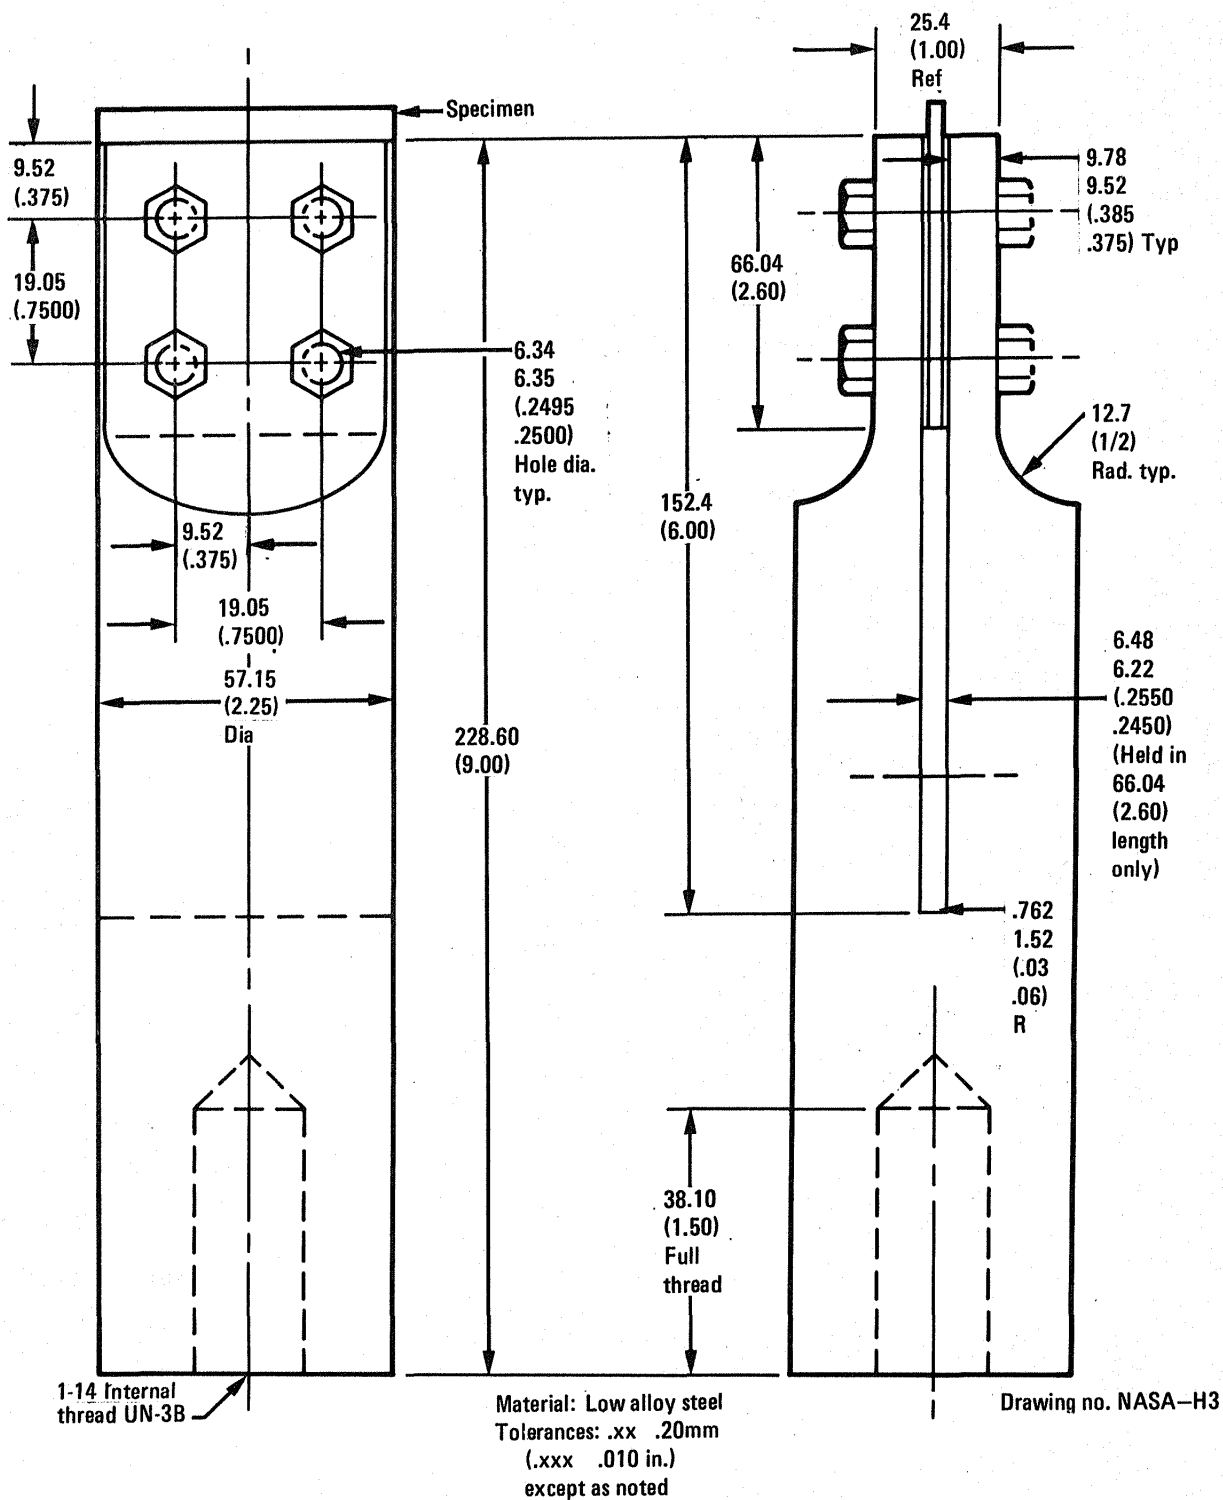 25.4
(1.00)
Ref
Specimen
9.52
(.375)
9.78
9.52
(.385
.375) Typ
19.05
(.7500)
66.04
(2.60)
6.34
6.35
(.2495
.2500)
Hole dia.
typ.
12.7
(1/2)
Rad. typ.
152.4
(6.00)
9.52
(.375)
19.05
(.7500)
57.15
(2.25)
Dia
6.48
6.22
(.2550
.2450)
(Held in
66.04
(2.60)
length
only)
228.60
(9.00)
.762
1.52
(.03
.06)
R
38.10
(1.50)
Full
thread
1-14 Internal
thread UN-3B
Material: Low alloy steel
Tolerances: .xx .20mm
(.xxx .010 in.)
except as noted
Drawing no. NASA–H3